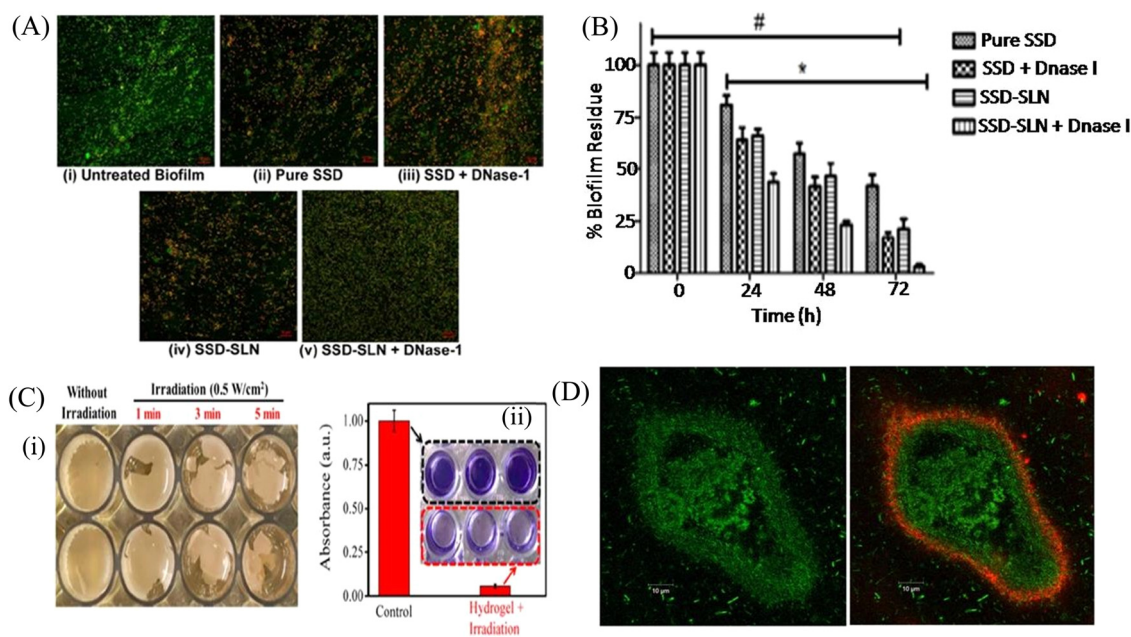 (A)
(i) Untreated Biofilm
(ii) Pure SSD
(iii) SSD + DNase-1
(iv) SSD-SLN
(v) SSD-SLN + DNase-1
(B)
#
*
Pure SSD
SSD + Dnase I
SSD-SLN
SSD-SLN + Dnase I
% Biofilm Residue
100
75
50
25
0
0 24 48 72
Time (h)
(C)
Without Irradiation (0.5 W/cm²)
Irradiation 1 min 3 min 5 min
(i)
(ii)
Absorbance (a.u.)
1.00
0.75
0.50
0.25
0.00
Control
Hydrogel +
Irradiation
(D)
10 µm
10 µm